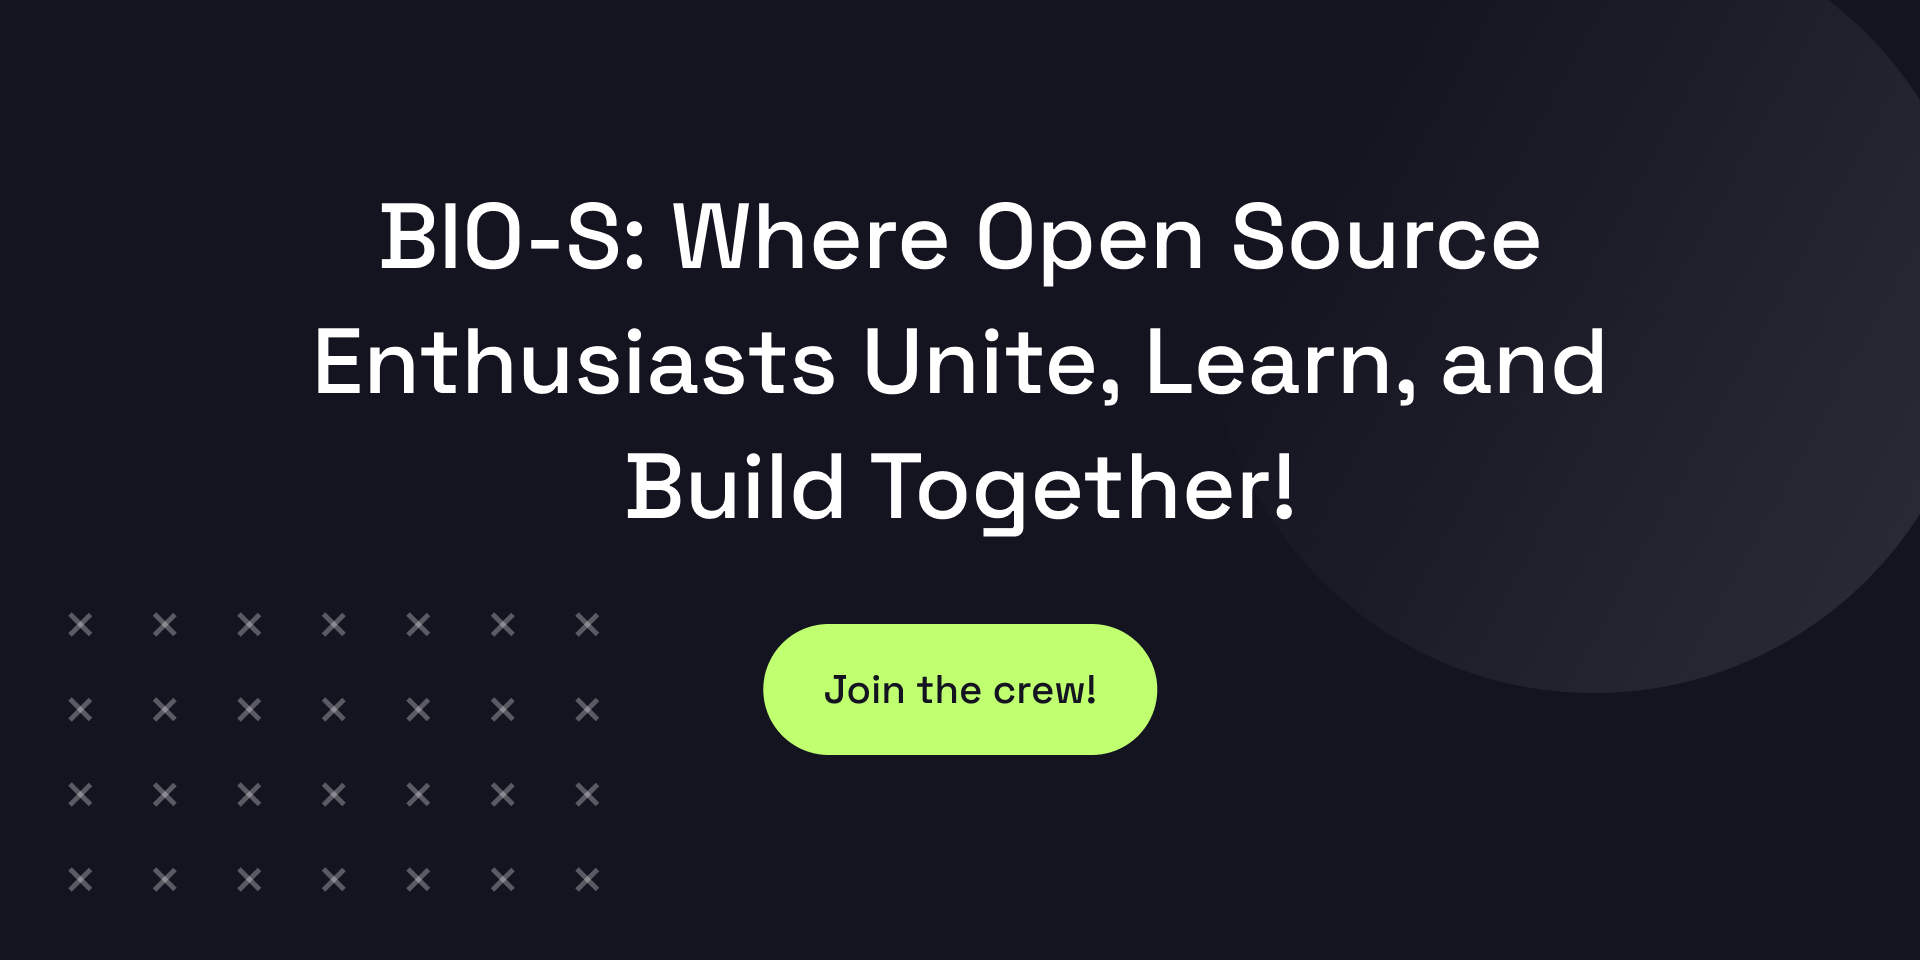 BIO-S: Where Open Source
Enthusiasts Unite, Learn, and
Build Together!
Join the crew!